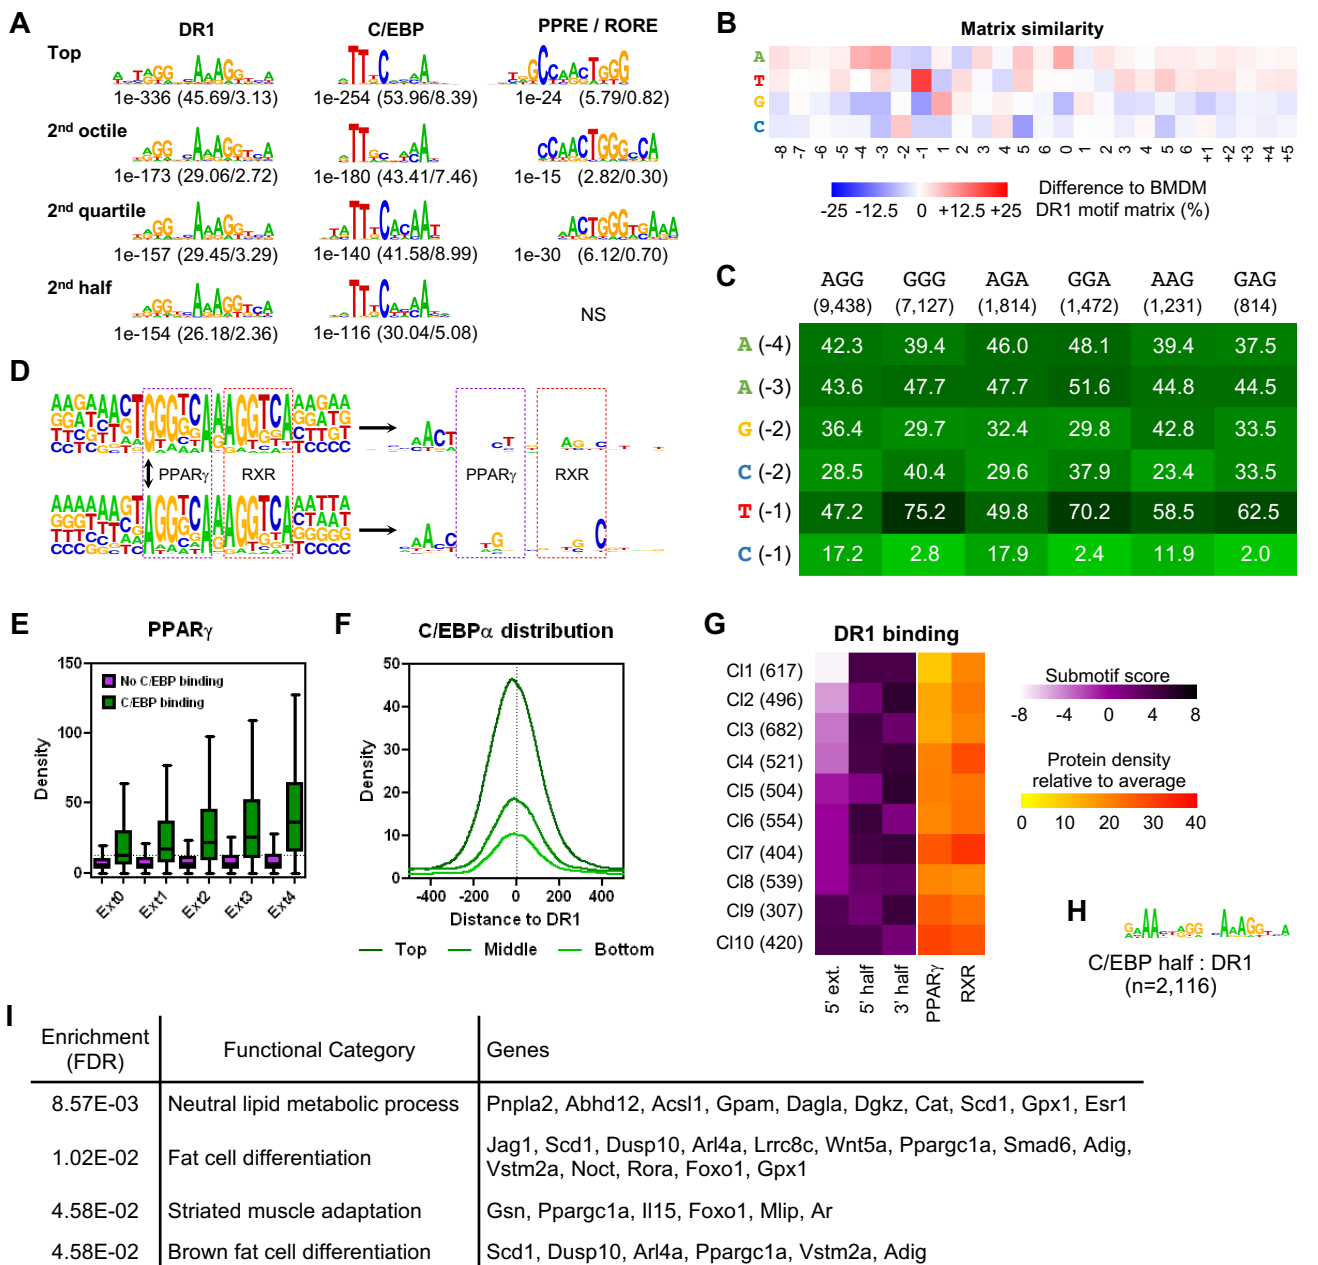 A
DR1
C/EBP
PPRE / RORE
Top
1e-336 (45.69/3.13)
1e-254 (53.96/8.39)
1e-24 (5.79/0.82)
2nd octile
1e-173 (29.06/2.72)
1e-180 (43.41/7.46)
1e-15 (2.82/0.30)
2nd quartile
1e-157 (29.45/3.29)
1e-140 (41.58/8.99)
1e-30 (6.12/0.70)
2nd half
1e-154 (26.18/2.36)
1e-116 (30.04/5.08)
NS
B
Matrix similarity
A
T
G
C
-8 -7 -6 -5 -4 -3 -2 -1 1 2 3 4 5 6 0 1 2 3 4 5 6 +1 +2 +3 +4 +5
-25 -12.5 0 +12.5 +25
Difference to BMDM
DR1 motif matrix (%)
C
AGG GGG AGA GGA AAG GAG
(9,438) (7,127) (1,814) (1,472) (1,231) (814)
A (-4) 42.3 39.4 46.0 48.1 39.4 37.5
A (-3) 43.6 47.7 47.7 51.6 44.8 44.5
G (-2) 36.4 29.7 32.4 29.8 42.8 33.5
C (-2) 28.5 40.4 29.6 37.9 23.4 33.5
T (-1) 47.2 75.2 49.8 70.2 58.5 62.5
C (-1) 17.2 2.8 17.9 2.4 11.9 2.0
D
PPARγ RXR
PPARγ RXR
E
PPARγ
No C/EBP binding
C/EBP binding
Density
150
100
50
0
Ext0 Ext1 Ext2 Ext3 Ext4
F
C/EBPα distribution
Density
50
40
30
20
10
0
-400 -200 0 200 400
Distance to DR1
Top Middle Bottom
G
DR1 binding
Cl1 (617)
Cl2 (496)
Cl3 (682)
Cl4 (521)
Cl5 (504)
Cl6 (554)
Cl7 (404)
Cl8 (539)
Cl9 (307)
Cl10 (420)
5' ext. 5' half 3' half PPARγ RXR
Submotif score
-8 -4 0 4 8
Protein density
relative to average
0 10 20 30 40
H
C/EBP half : DR1
(n=2,116)
I
Enrichment
(FDR)
Functional Category
Genes
8.57E-03 Neutral lipid metabolic process Pnpla2, Abhd12, Acsl1, Gpam, Dagla, Dgkz, Cat, Scd1, Gpx1, Esr1
1.02E-02 Fat cell differentiation Jag1, Scd1, Dusp10, Arl4a, Lrrc8c, Wnt5a, Ppargc1a, Smad6, Adig,
Vstm2a, Noct, Rora, Foxo1, Gpx1
4.58E-02 Striated muscle adaptation Gsn, Ppargc1a, Il15, Foxo1, Mlip, Ar
4.58E-02 Brown fat cell differentiation Scd1, Dusp10, Arl4a, Ppargc1a, Vstm2a, Adig